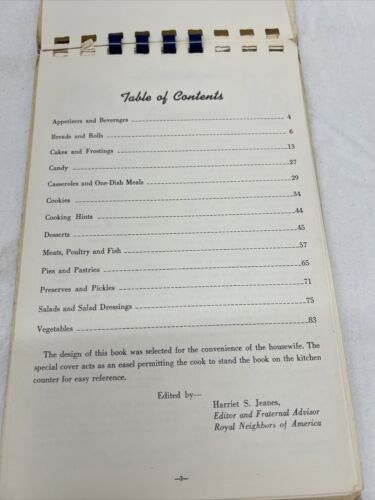 Table of Contents
Appetizers and Beverages ---------- 4
Breads and Rolls ---------- 6
Cakes and Frostings ---------- 13
Candy ---------- 27
Casseroles and One-Dish Meals ---------- 29
Cookies ---------- 34
Cooking Hints ---------- 44
Desserts ---------- 45
Meats, Poultry and Fish ---------- 57
Pies and Pastries ---------- 65
Preserves and Pickles ---------- 71
Salads and Salad Dressings ---------- 75
Vegetables ---------- 83
The design of this book was selected for the convenience of the housewife. The
special cover acts as an easel permitting the cook to stand the book on the kitchen
counter for easy reference.
Edited by—
Harriet S. Jeanes,
Editor and Fraternal Advisor
Royal Neighbors of America
—3—